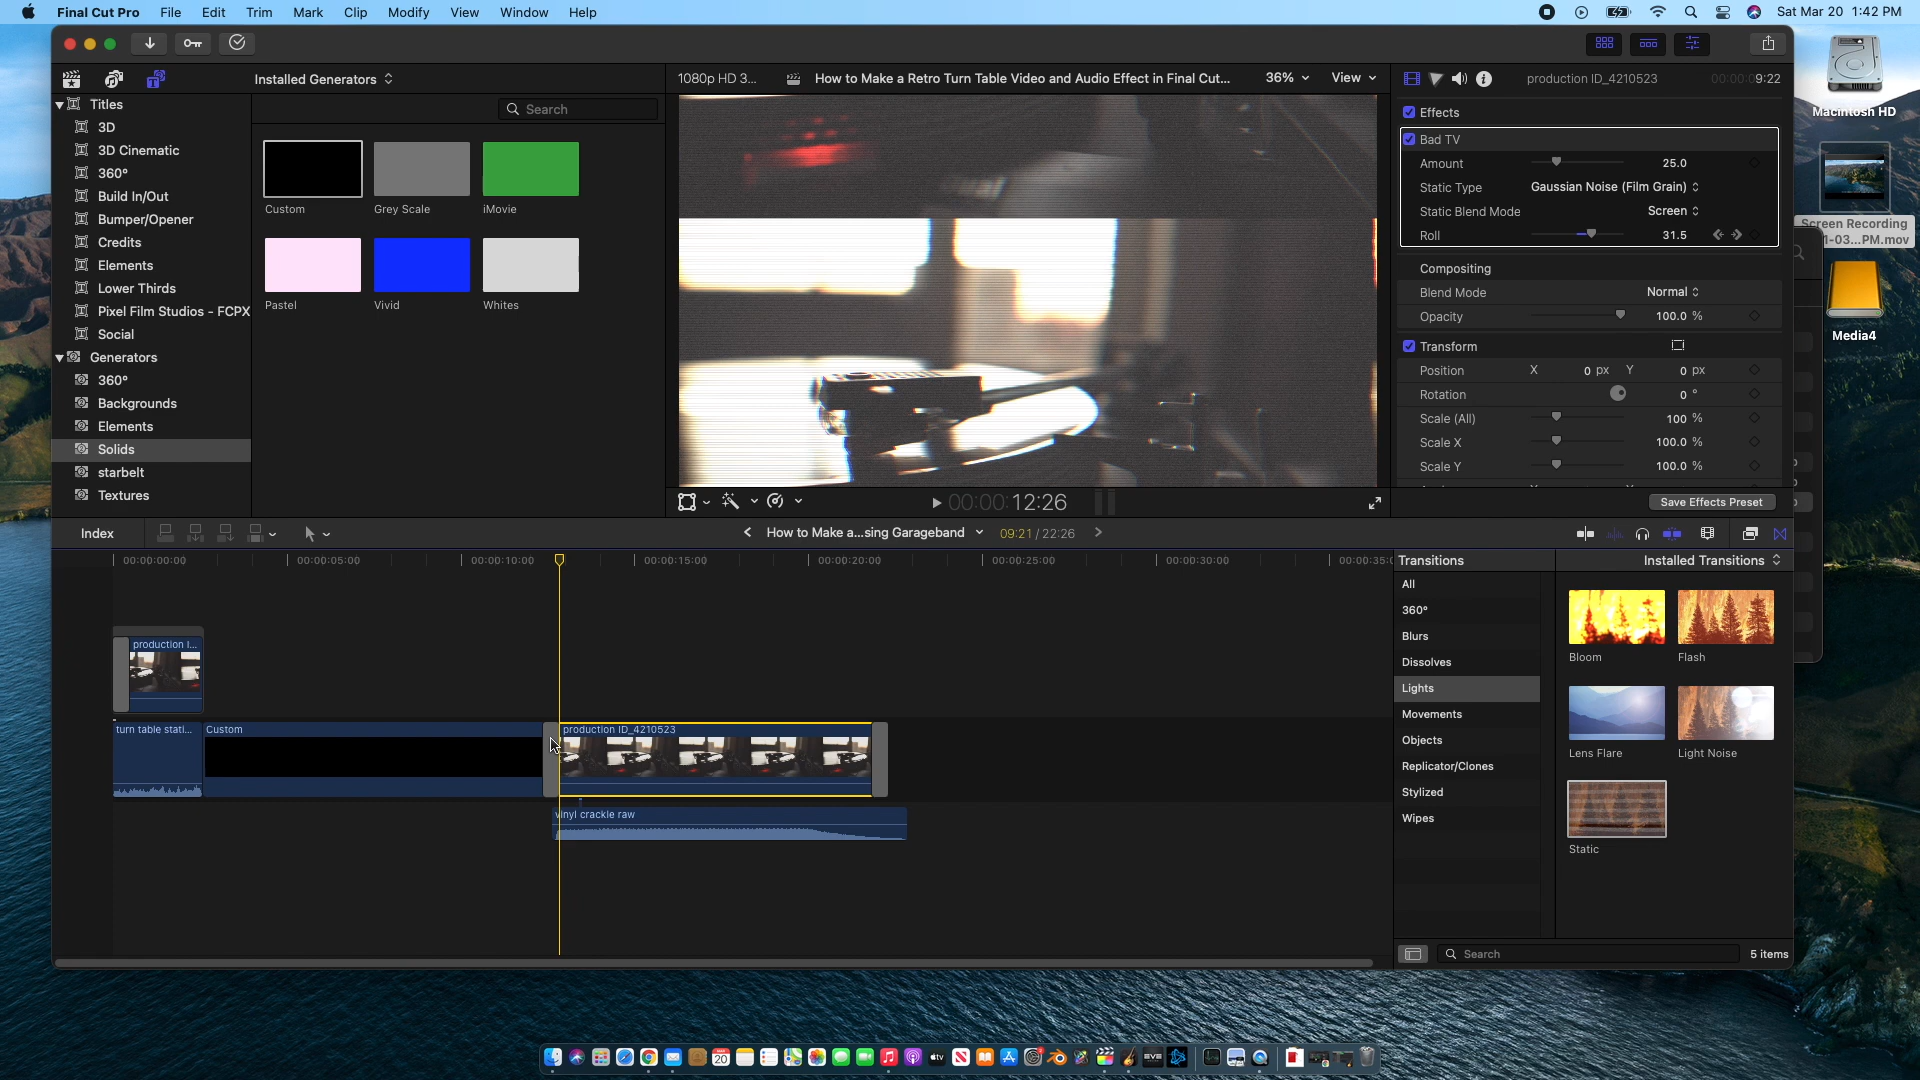 Final Cut Pro File Edit Trim Mark Clip Modify View Window Help Sat Mar 20 1:42 PM
Installed Generators
1080p HD 3... How to Make a Retro Turn Table Video and Audio Effect in Final Cut... 36% View
production ID_4210523 00:00:09:22
Titles
3D
3D Cinematic
360°
Build In/Out
Bumper/Opener
Credits
Elements
Lower Thirds
Pixel Film Studios - FCPX
Social
Generators
360°
Backgrounds
Elements
Solids
starbelt
Textures
Search
Custom Grey Scale iMovie
Pastel Vivid Whites
00:00:12:26
Effects
Bad TV
Amount 25.0
Static Type Gaussian Noise (Film Grain)
Static Blend Mode Screen
Roll 31.5
Compositing
Blend Mode Normal
Opacity 100.0 %
Transform
Position X 0 px Y 0 px
Rotation 0 °
Scale (All) 100 %
Scale X 100.0 %
Scale Y 100.0 %
Save Effects Preset
Macintosh HD
Screen Recording
1-03...PM.mov
Media4
Index How to Make a...sing Garageband 09:21 / 22:26
00:00:00:00 00:00:05:00 00:00:10:00 00:00:15:00 00:00:20:00 00:00:25:00 00:00:30:00 00:00:35:0
production I...
turn table stati... Custom production ID_4210523
vinyl crackle raw
Transitions Installed Transitions
All
360°
Blurs
Dissolves
Lights
Movements
Objects
Replicator/Clones
Stylized
Wipes
Bloom Flash
Lens Flare Light Noise
Static
Search 5 items
MAR
20
EVE